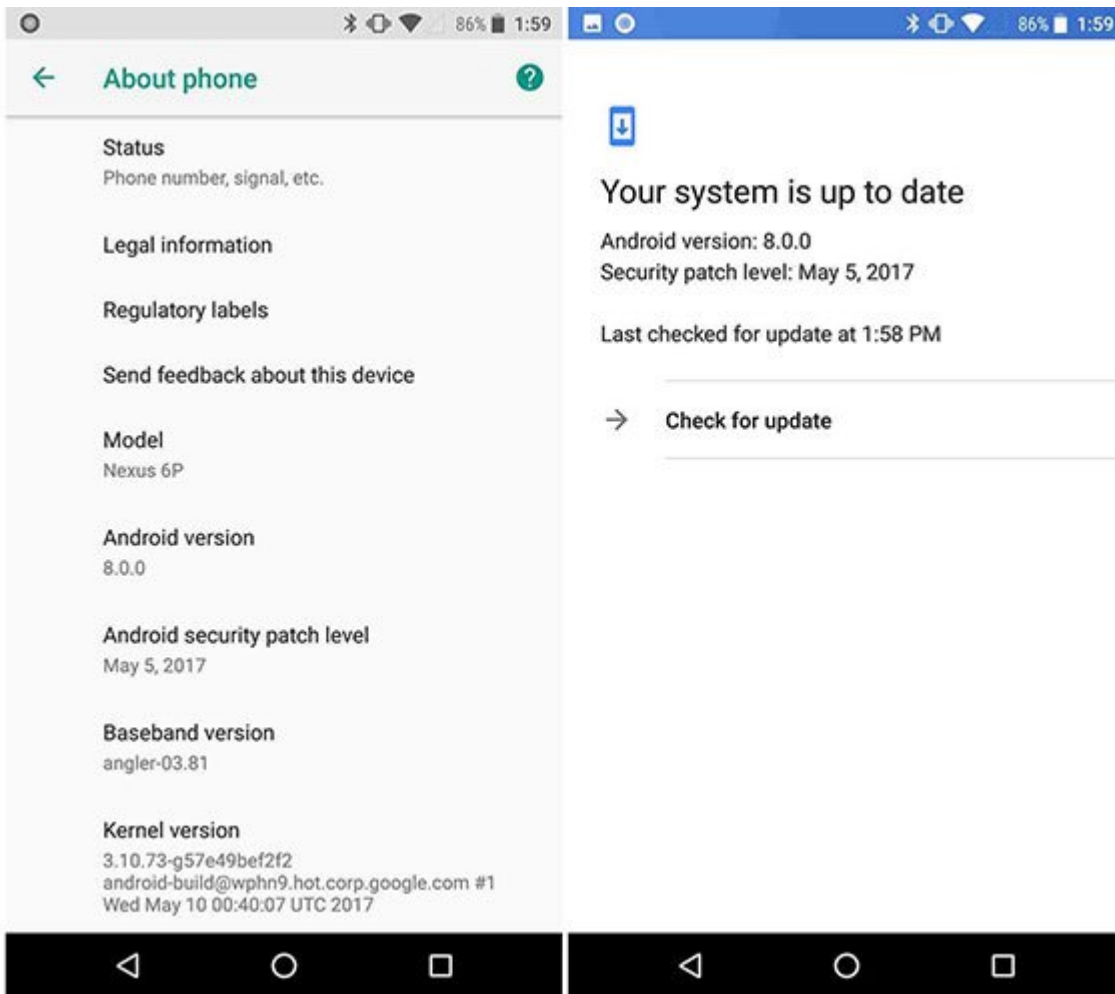 86% 1:59
About phone
Status
Phone number, signal, etc.
Legal information
Regulatory labels
Send feedback about this device
Model
Nexus 6P
Android version
8.0.0
Android security patch level
May 5, 2017
Baseband version
angler-03.81
Kernel version
3.10.73-g57e49bef2f2
android-build@wphn9.hot.corp.google.com #1
Wed May 10 00:40:07 UTC 2017
86% 1:59
Your system is up to date
Android version: 8.0.0
Security patch level: May 5, 2017
Last checked for update at 1:58 PM
Check for update